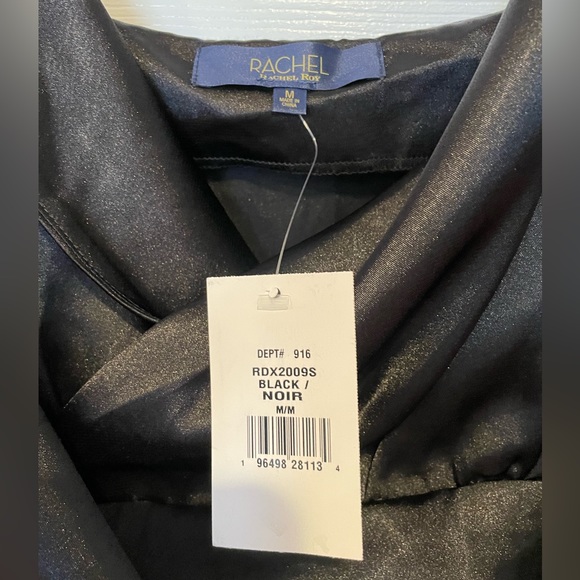 RACHEL
RACHEL ROY
M
MADE IN
CHINA
DEPT# 916
RDX2009S
BLACK /
NOIR
M/M
1 96498 28113 4